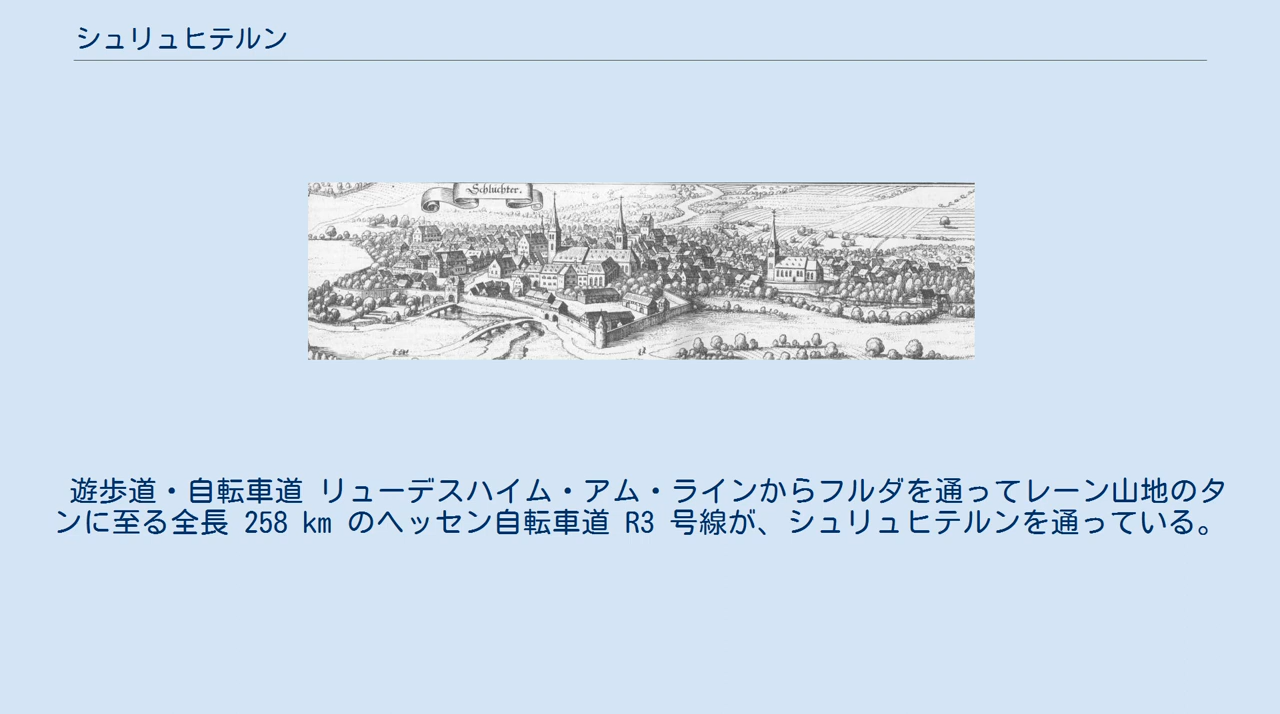 シュリュヒテルン
Schluchter.
遊歩道・自転車道 リューデスハイム・アム・ラインからフルダを通ってレーン山地のタ
ンに至る全長 258 km のヘッセン自転車道 R3 号線が、シュリュヒテルンを通っている。